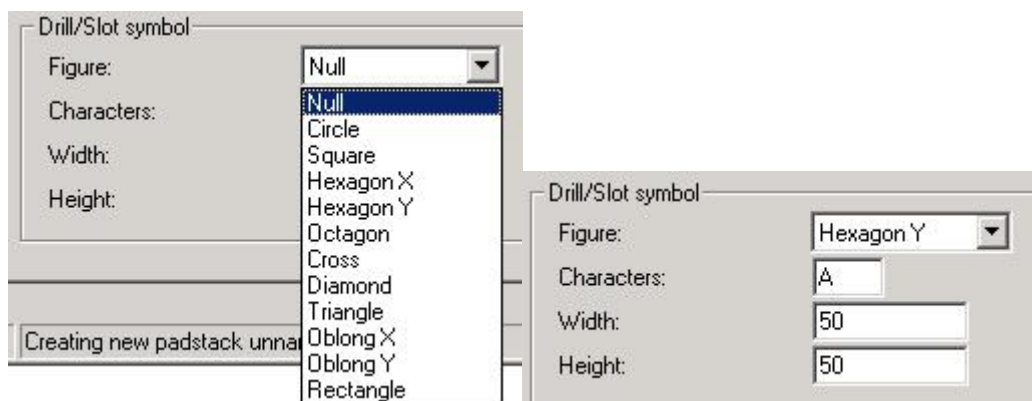 Drill/Slot symbol
Figure: Null
Characters:
Width:
Height:
Null
Circle
Square
Hexagon X
Hexagon Y
Octagon
Cross
Diamond
Triangle
Oblong X
Oblong Y
Rectangle
Creating new padstack unna
Drill/Slot symbol
Figure: Hexagon Y
Characters: A
Width: 50
Height: 50